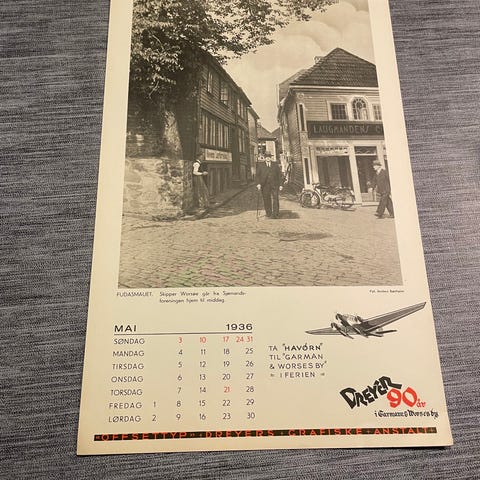 LAUGMANDENS C
FUDASMAUET. Skipper Worsøe går fra Sjømands-
foreningen hjem til middag.
MAI 1936
SØNDAG 3 10 17 24 31
MANDAG 4 11 18 25
TIRSDAG 5 12 19 26
ONSDAG 6 13 20 27
TORSDAG 7 14 21 28
FREDAG 1 8 15 22 29
LØRDAG 2 9 16 23 30
TA "HAVÖRN"
TIL "GARMAN
& WORSES BY"
I FERIEN
DREYER
90 år
i Garman & Worses by
"OFFSETTYP" · DREYERS · GRAFISKE · ANSTALT